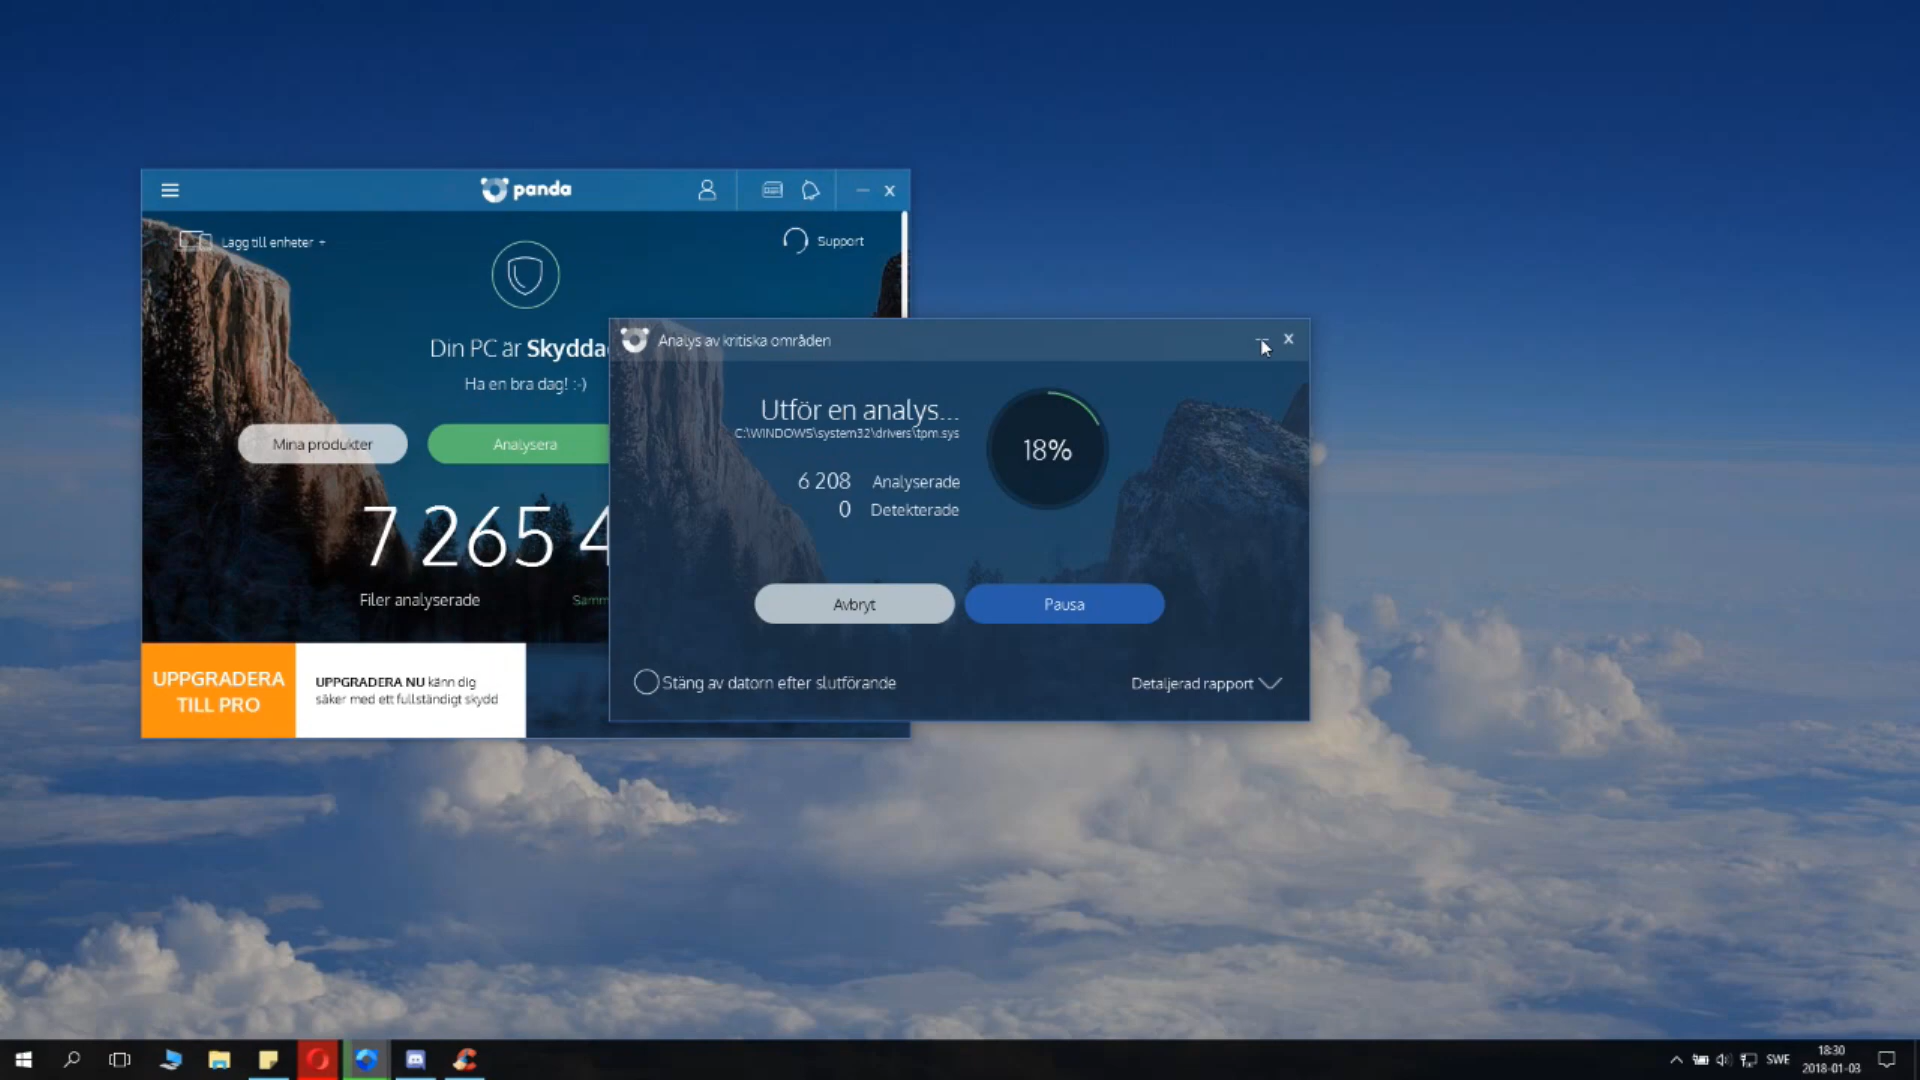 panda
Lägg till enheter +
Support
Din PC är Skydda
Ha en bra dag! :-)
Mina produkter
Analysera
7 265 4
Filer analyserade
Samm
UPPGRADERA
TILL PRO
UPPGRADERA NU känn dig
säker med ett fullständigt skydd
Analys av kritiska områden
Utför en analys...
C:\WINDOWS\system32\drivers\tpm.sys
18%
6 208 Analyserade
0 Detekterade
Avbryt
Pausa
Stäng av datorn efter slutförande
Detaljerad rapport
SWE
18:30
2018-01-03